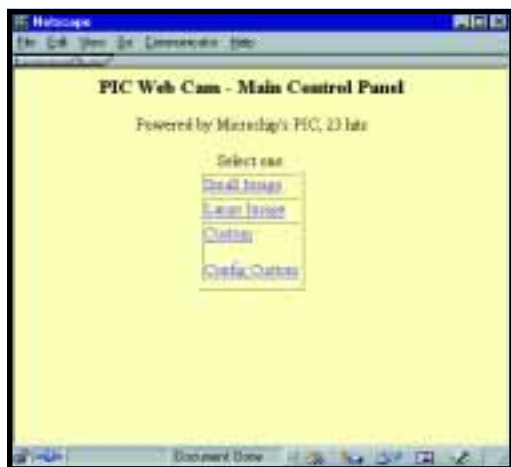 Netscape
File Edit View Go Communicator Help
PIC Web Cam - Main Control Panel
Powered by Microchip's PIC, 23 hits
Select one
Small Image
Large Image
Custom
Config Custom
Document: Done